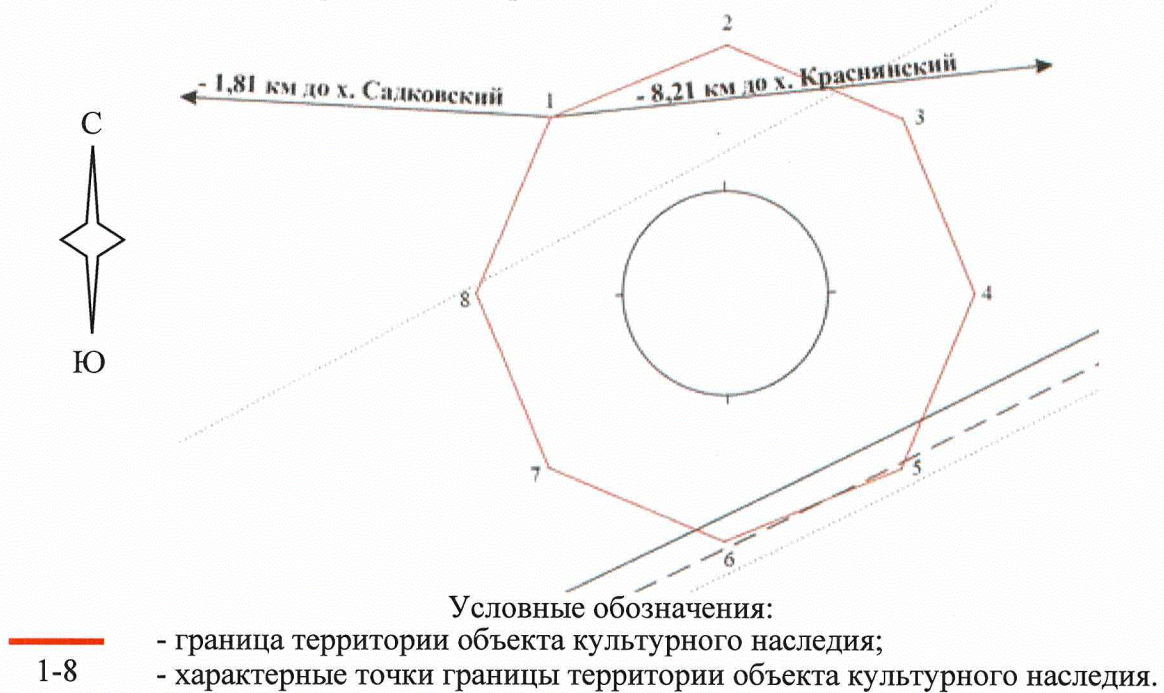 2
- 1,81 км до х. Садковский
1
- 8,21 км до х. Краснянский
3
С
8
4
Ю
7
5
6
Условные обозначения:
- граница территории объекта культурного наследия;
1-8 - характерные точки границы территории объекта культурного наследия.